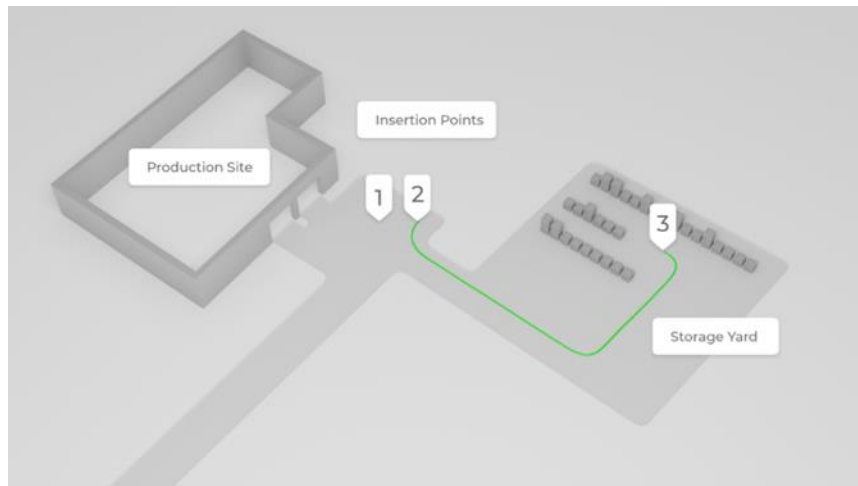 Insertion Points
Production Site
1
2
3
Storage Yard